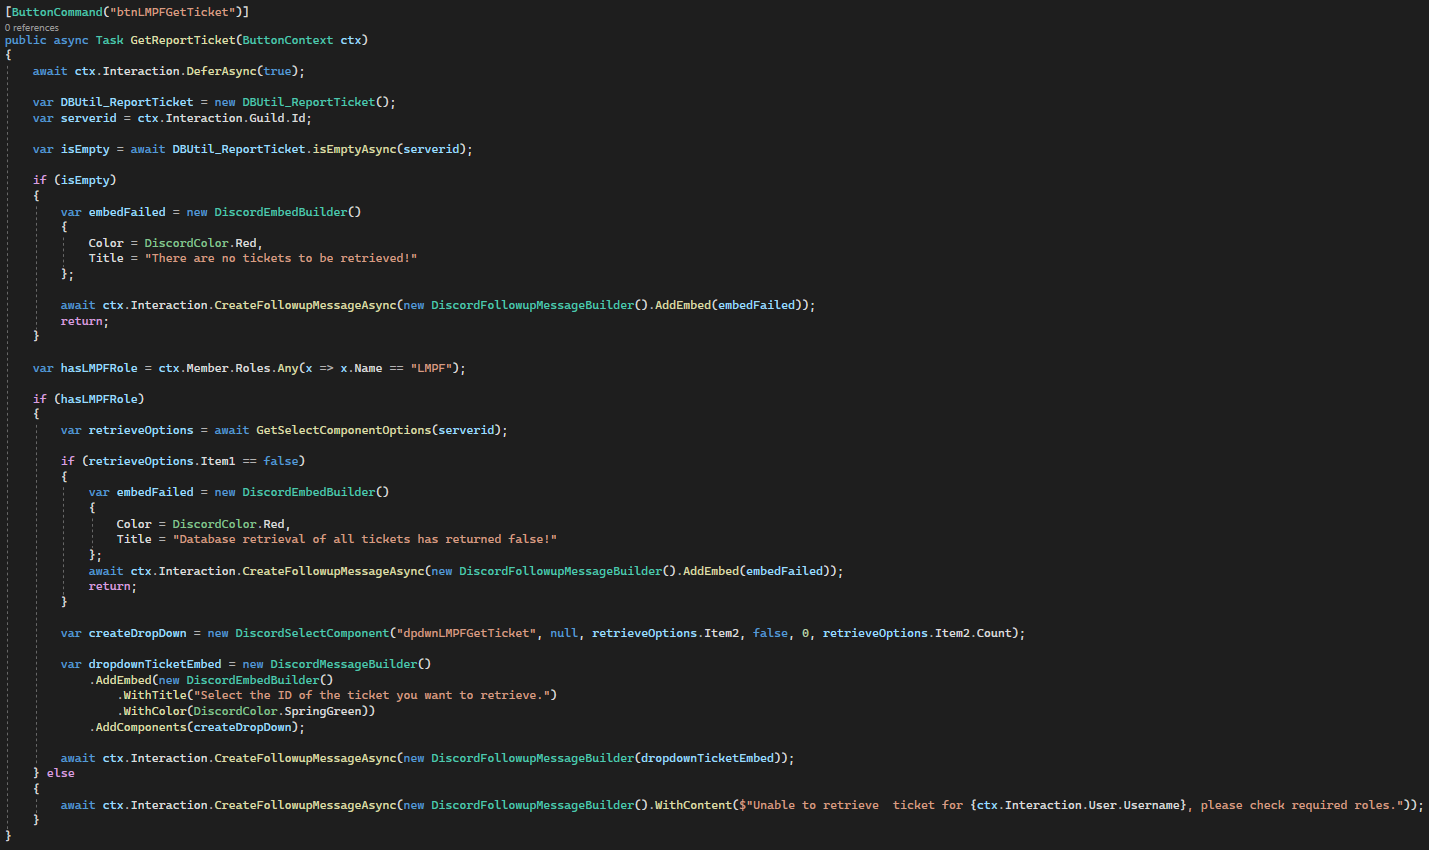 [ButtonCommand("btnLMPFGetTicket")]
0 references
public async Task GetReportTicket(ButtonContext ctx)
{
    await ctx.Interaction.DeferAsync(true);
    var DBUtil_ReportTicket = new DBUtil_ReportTicket();
    var serverid = ctx.Interaction.Guild.Id;
    var isEmpty = await DBUtil_ReportTicket.isEmptyAsync(serverid);
    if (isEmpty)
    {
        var embedFailed = new DiscordEmbedBuilder()
        {
            Color = DiscordColor.Red,
            Title = "There are no tickets to be retrieved!"
        };
        await ctx.Interaction.CreateFollowupMessageAsync(new DiscordFollowupMessageBuilder().AddEmbed(embedFailed));
        return;
    }
    var hasLMPFRole = ctx.Member.Roles.Any(x => x.Name == "LMPF");
    if (hasLMPFRole)
    {
        var retrieveOptions = await GetSelectComponentOptions(serverid);
        if (retrieveOptions.Item1 == false)
        {
            var embedFailed = new DiscordEmbedBuilder()
            {
                Color = DiscordColor.Red,
                Title = "Database retrieval of all tickets has returned false!"
            };
            await ctx.Interaction.CreateFollowupMessageAsync(new DiscordFollowupMessageBuilder().AddEmbed(embedFailed));
            return;
        }
        var createDropDown = new DiscordSelectComponent("dpdwnLMPFGetTicket", null, retrieveOptions.Item2, false, 0, retrieveOptions.Item2.Count);
        var dropdownTicketEmbed = new DiscordMessageBuilder()
            .AddEmbed(new DiscordEmbedBuilder()
                .WithTitle("Select the ID of the ticket you want to retrieve.")
                .WithColor(DiscordColor.SpringGreen))
            .AddComponents(createDropDown);
        await ctx.Interaction.CreateFollowupMessageAsync(new DiscordFollowupMessageBuilder(dropdownTicketEmbed));
    } else
    {
        await ctx.Interaction.CreateFollowupMessageAsync(new DiscordFollowupMessageBuilder().WithContent($"Unable to retrieve  ticket for {ctx.Interaction.User.Username}, please check required roles."));
    }
}